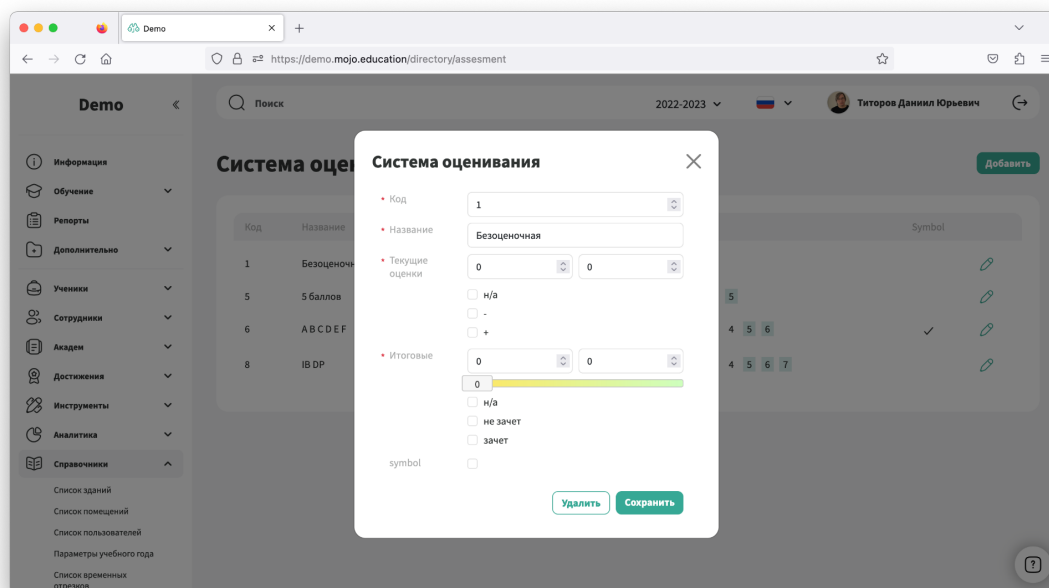 Demo
https://demo.mojo.education/directory/assesment
Demo
Поиск
2022-2023
Титоров Даниил Юрьевич
Информация
Обучение
Репорты
Дополнительно
Ученики
Сотрудники
Академ
Достижения
Инструменты
Аналитика
Справочники
Список зданий
Список помещений
Список пользователей
Параметры учебного года
Список временных
отрезков
Система оце
Добавить
Код Название Symbol
1 Безоценочн
5 5 баллов 5
6 A B C D E F 4 5 6
8 IB DP 4 5 6 7
Система оценивания
• Код 1
• Название Безоценочная
• Текущие 0 0
оценки
н/a
-
+
• Итоговые 0 0
0
н/a
не зачет
зачет
symbol
Удалить Сохранить
?